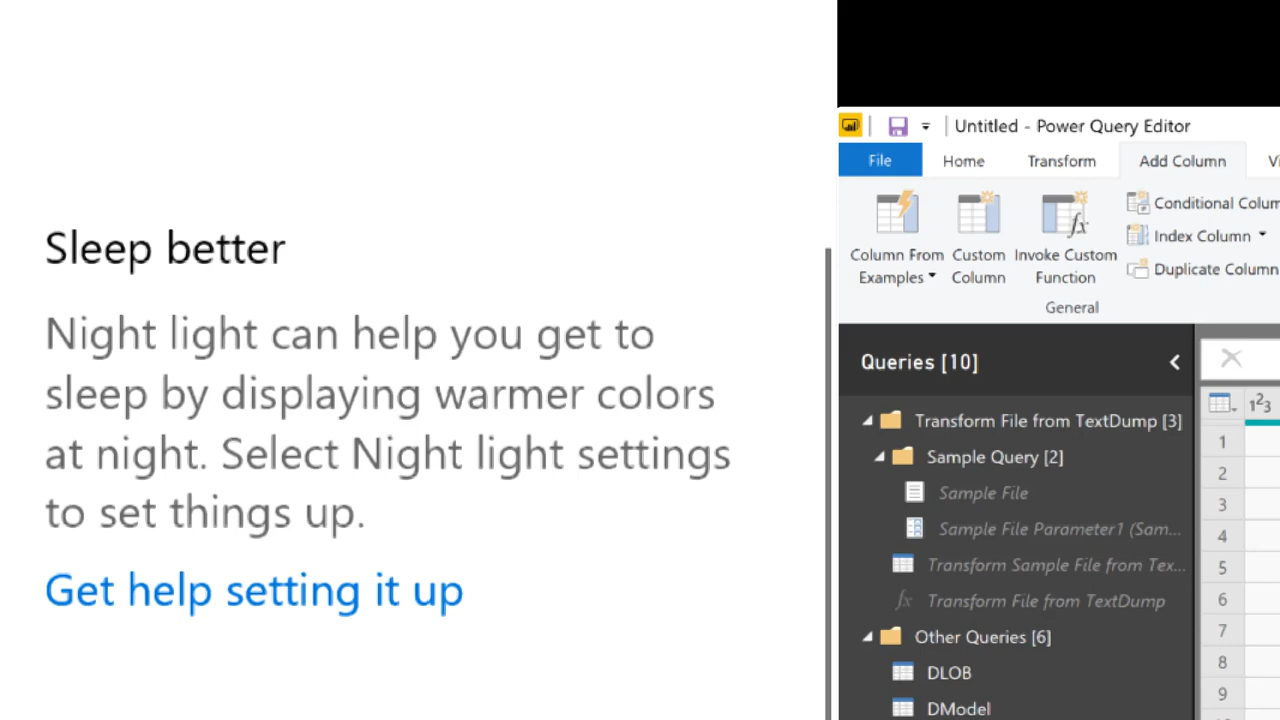 Sleep better
Night light can help you get to
sleep by displaying warmer colors
at night. Select Night light settings
to set things up.
Get help setting it up
Untitled - Power Query Editor
File Home Transform Add Column
Column From Examples
Custom Column
Invoke Custom Function
Conditional Colum
Index Column
Duplicate Column
General
Queries [10]
Transform File from TextDump [3]
Sample Query [2]
Sample File
Sample File Parameter1 (Sam...
Transform Sample File from Tex...
fx Transform File from TextDump
Other Queries [6]
DLOB
DModel
1²3
1
2
3
4
5
6
7
8
9